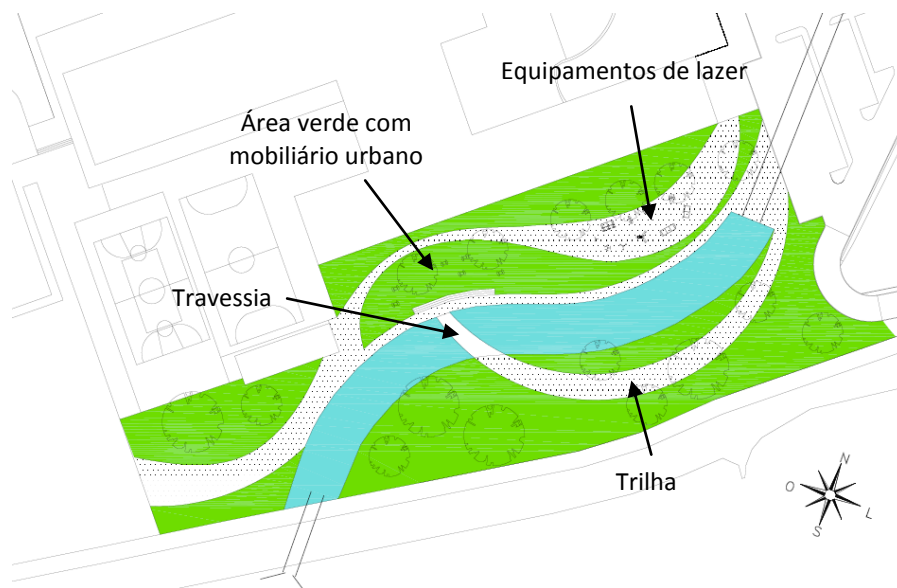 Equipamentos de lazer
Área verde com
mobiliário urbano
Travessia
Trilha
N
O
L
S